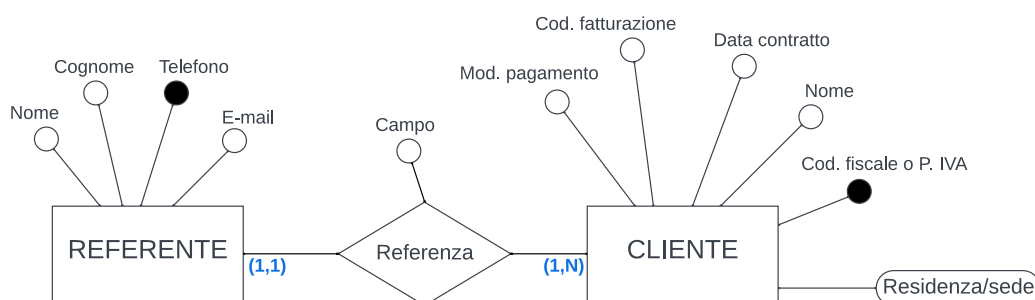 Cod. fatturazione
Data contratto
Cognome
Telefono
Mod. pagamento
Nome
Nome
E-mail
Campo
Cod. fiscale o P. IVA
REFERENTE
Referenza
CLIENTE
(1,1)
(1,N)
Residenza/sede